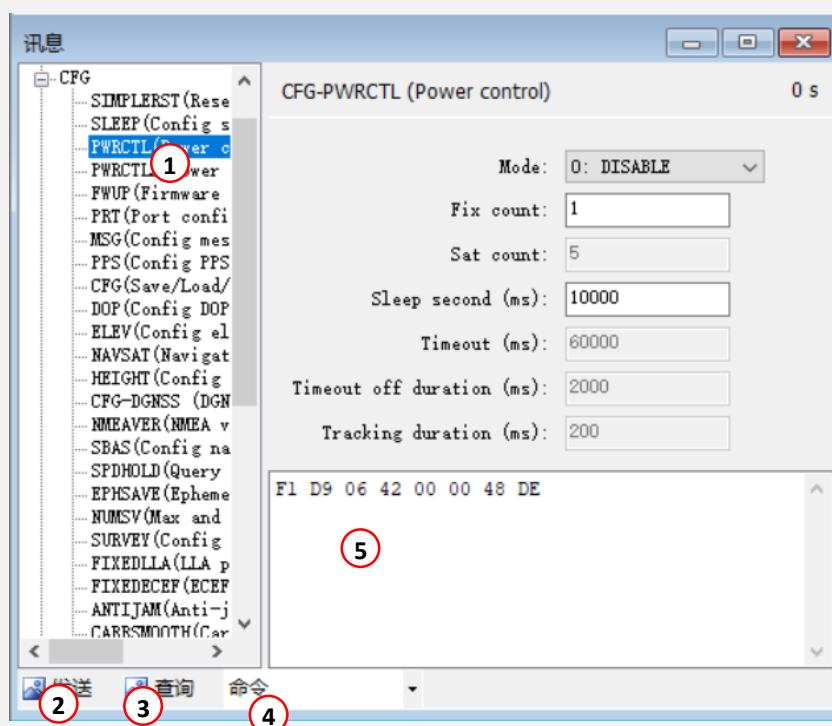 讯息
CFG
SIMPLERST(Rese
SLEEP(Config s
PWRCTL(Power c
1
PWRCTL wer
FWUP(Firmware
PRT(Port confi
MSG(Config mes
PPS(Config PPS
CFG(Save/Load/
DOP(Config DOP
ELEV(Config el
NAVSAT(Navigat
HEIGHT(Config
CFG-DGNSS (DGN
NMEAVER(NMEA v
SBAS(Config na
SPDHOLD(Query
EPHSAVE(Epheme
NUMSV(Max and
SURVEY(Config
FIXEDLLA(LLA p
FIXEDECEF(ECEF
ANTIJAM(Anti-j
CARRSMOOTH(Car
CFG-PWRCTL (Power control) 0 s
Mode: 0: DISABLE
Fix count: 1
Sat count: 5
Sleep second (ms): 10000
Timeout (ms): 60000
Timeout off duration (ms): 2000
Tracking duration (ms): 200
F1 D9 06 42 00 00 48 DE
5
送 查询 命令
2 3 4